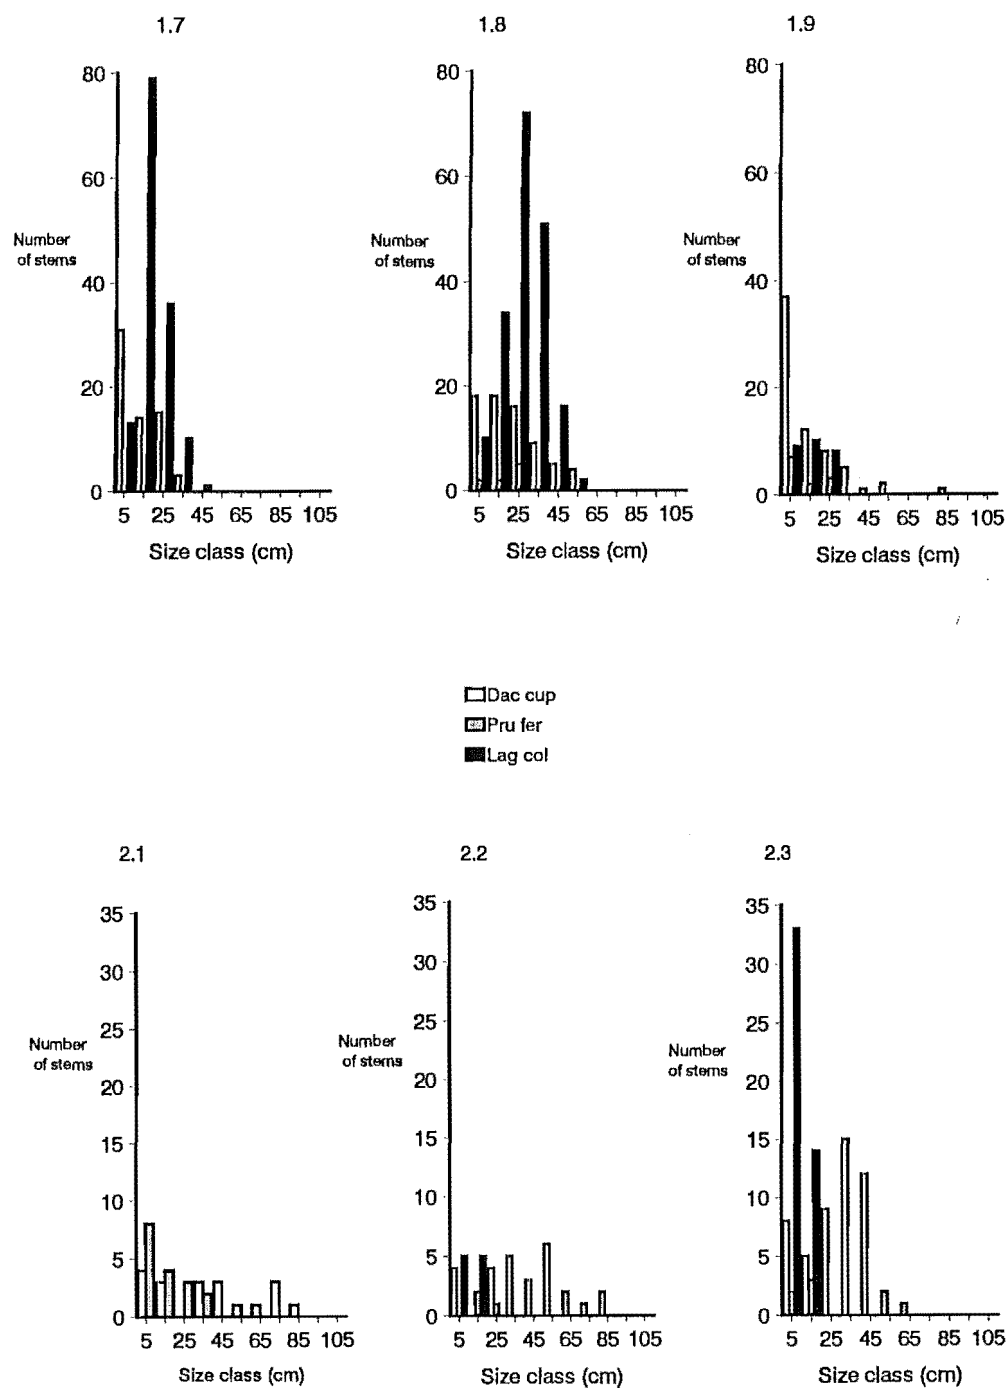 1.7
1.8
1.9
80
60
40
20
0
Number
of stems
5 25 45 65 85 105
Size class (cm)
80
60
40
20
0
Number
of stems
5 25 45 65 85 105
Size class (cm)
80
60
40
20
0
Number
of stems
5 25 45 65 85 105
Size class (cm)
Dac cup
Pru fer
Lag col
2.1
2.2
2.3
35
30
25
20
15
10
5
0
Number
of stems
5 25 45 65 85 105
Size class (cm)
35
30
25
20
15
10
5
0
Number
of stems
5 25 45 65 85 105
Size class (cm)
35
30
25
20
15
10
5
0
Number
of stems
5 25 45 65 85 105
Size class (cm)